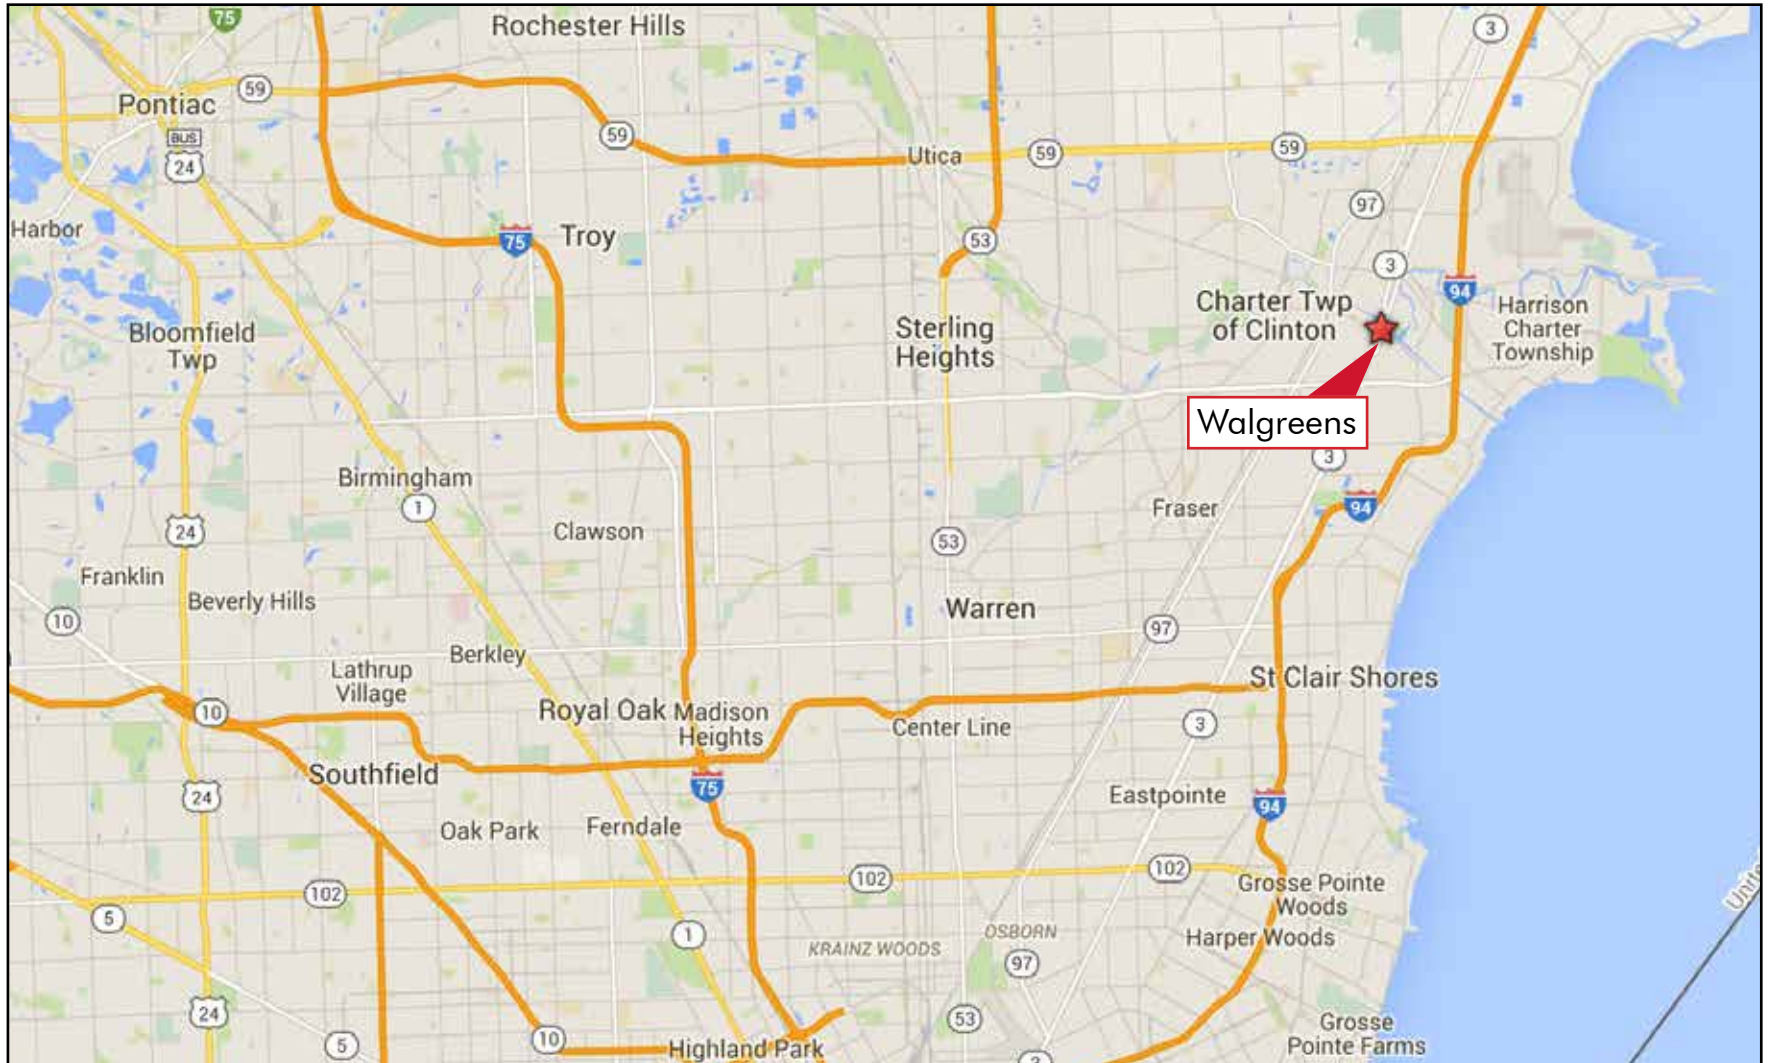 75
Rochester Hills
3
59
Pontiac
BUS
24
59
Utica
59
59
97
Harbor
75
Troy
53
3
94
Charter Twp
of Clinton
Harrison
Charter
Township
Bloomfield
Twp
Sterling
Heights
Walgreens
3
Birmingham
1
94
Fraser
24
Clawson
53
Franklin
Beverly Hills
10
Warren
97
Berkley
Lathrup
Village
St Clair Shores
10
Royal Oak
Madison
Heights
Center Line
3
Southfield
75
24
Eastpointe
94
Oak Park
Ferndale
102
102
102
Grosse Pointe
Woods
5
1
KRAINZ WOODS
OSBORN
Harper Woods
97
24
53
10
5
Highland Park
Grosse
Pointe Farms